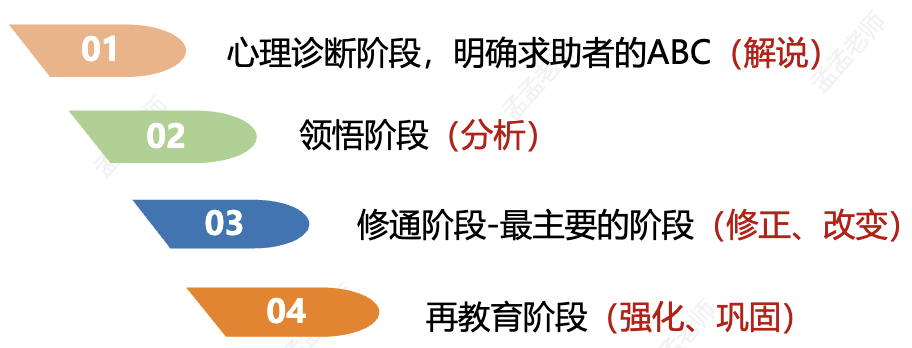 01 心理诊断阶段，明确求助者的ABC（解说）
02 领悟阶段（分析）
03 修通阶段-最主要的阶段（修正、改变）
04 再教育阶段（强化、巩固）
孟孟老师